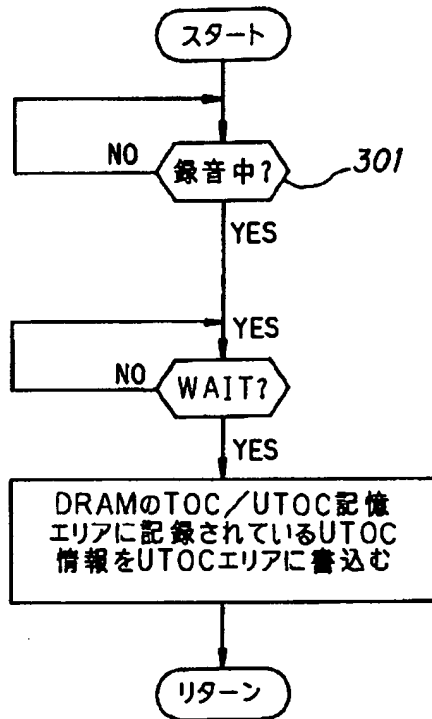 スタート
NO
録音中?
301
YES
YES
NO
WAIT?
YES
DRAMのTOC/UTOC記憶
エリアに記録されているUTOC
情報をUTOCエリアに書込む
リターン